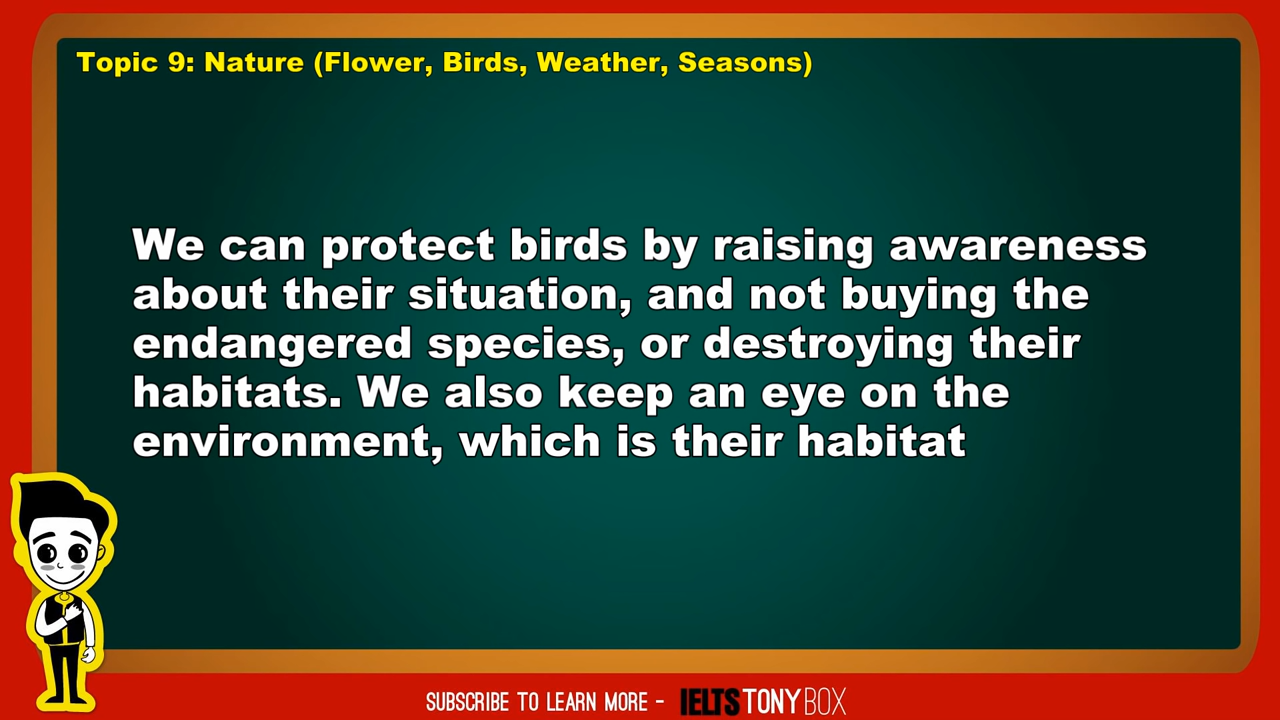 Topic 9: Nature (Flower, Birds, Weather, Seasons)
We can protect birds by raising awareness
about their situation, and not buying the
endangered species, or destroying their
habitats. We also keep an eye on the
environment, which is their habitat
SUBSCRIBE TO LEARN MORE - IELTSTONYBOX